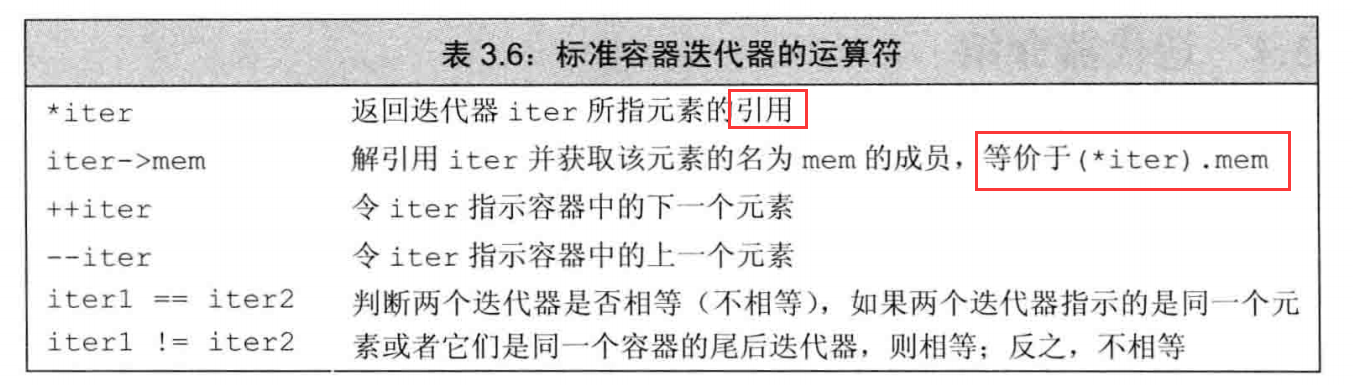 表 3.6：标准容器迭代器的运算符
*iter 返回迭代器 iter 所指元素的引用
iter->mem 解引用 iter 并获取该元素的名为 mem 的成员，等价于(*iter).mem
++iter 令 iter 指示容器中的下一个元素
--iter 令 iter 指示容器中的上一个元素
iter1 == iter2 判断两个迭代器是否相等（不相等），如果两个迭代器指示的是同一个元
iter1 != iter2 素或者它们是同一个容器的尾后迭代器，则相等；反之，不相等